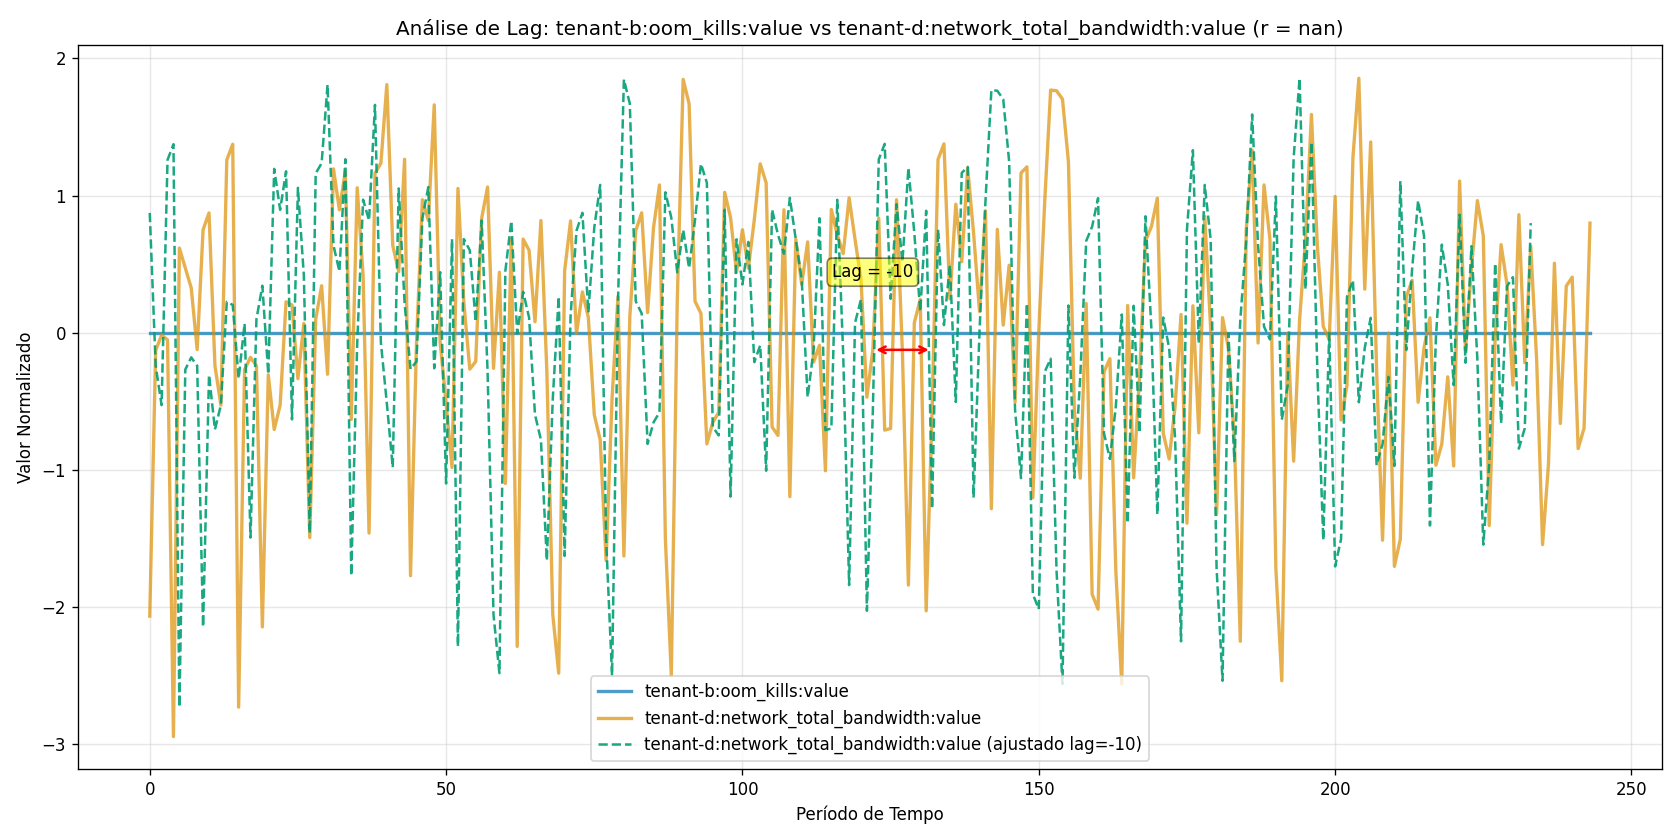 Análise de Lag: tenant-b:oom_kills:value vs tenant-d:network_total_bandwidth:value (r = nan)
Valor Normalizado
2
1
0
−1
−2
−3
Lag = -10
tenant-b:oom_kills:value
tenant-d:network_total_bandwidth:value
tenant-d:network_total_bandwidth:value (ajustado lag=-10)
0 50 100 150 200 250
Período de Tempo